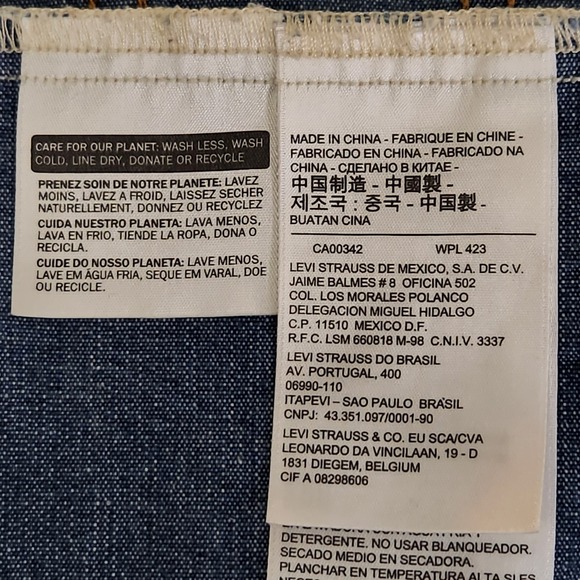 CARE FOR OUR PLANET: WASH LESS, WASH
COLD, LINE DRY, DONATE OR RECYCLE
PRENEZ SOIN DE NOTRE PLANETE: LAVEZ
MOINS, LAVEZ A FROID, LAISSEZ SECHER
NATURELLEMENT, DONNEZ OU RECYCLEZ
CUIDA NUESTRO PLANETA: LAVA MENOS,
LAVA EN FRIO, TIENDE LA ROPA, DONA O
RECICLA.
CUIDE DO NOSSO PLANETA: LAVE MENOS,
LAVE EM ÁGUA FRIA, SEQUE EM VARAL, DOE
OU RECICLE.
MADE IN CHINA - FABRIQUE EN CHINE -
FABRICADO EN CHINA - FABRICADO NA
CHINA - СДЕЛАНО В КИТАЕ -
中国制造 - 中國製 -
제조국 : 중국 - 中国製 -
BUATAN CINA
CA00342 WPL 423
LEVI STRAUSS DE MEXICO, S.A. DE C.V.
JAIME BALMES # 8 OFICINA 502
COL. LOS MORALES POLANCO
DELEGACION MIGUEL HIDALGO
C.P. 11510 MEXICO D.F.
R.F.C. LSM 660818 M-98 C.N.I.V. 3337
LEVI STRAUSS DO BRASIL
AV. PORTUGAL, 400
06990-110
ITAPEVI – SAO PAULO BRASIL
CNPJ: 43.351.097/0001-90
LEVI STRAUSS & CO. EU SCA/CVA
LEONARDO DA VINCILAAN, 19 - D
1831 DIEGEM, BELGIUM
CIF A 08298606
DETERGENTE. NO USAR BLANQUEADOR.
SECADO MEDIO EN SECADORA.
PLANCHAR EN TEMPERATURA ALTA SI ES